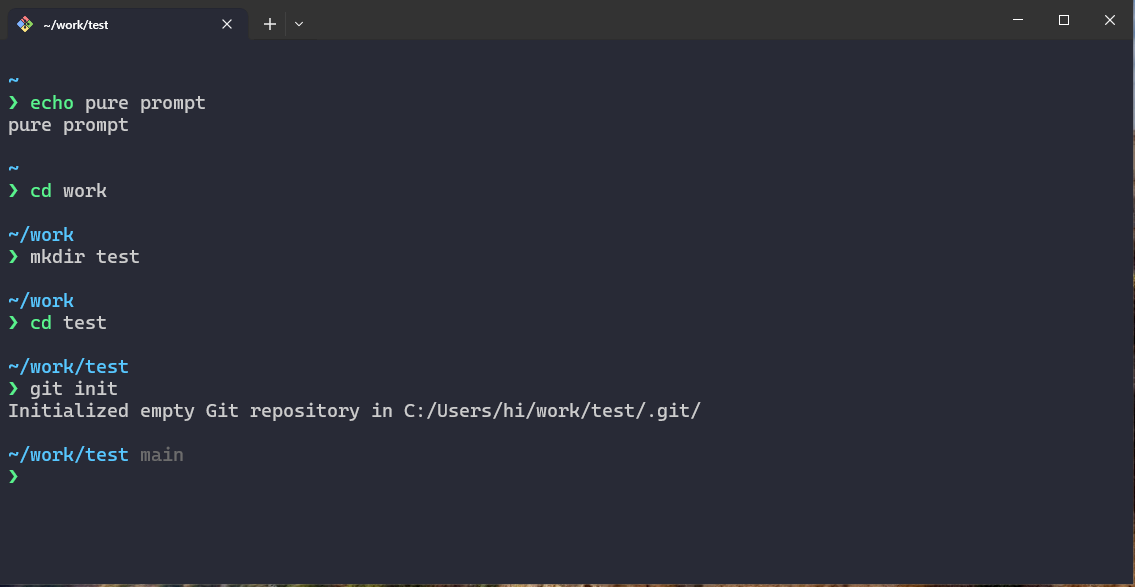 ~/work/test
~
❯ echo pure prompt
pure prompt
~
❯ cd work
~/work
❯ mkdir test
~/work
❯ cd test
~/work/test
❯ git init
Initialized empty Git repository in C:/Users/hi/work/test/.git/
~/work/test main
❯